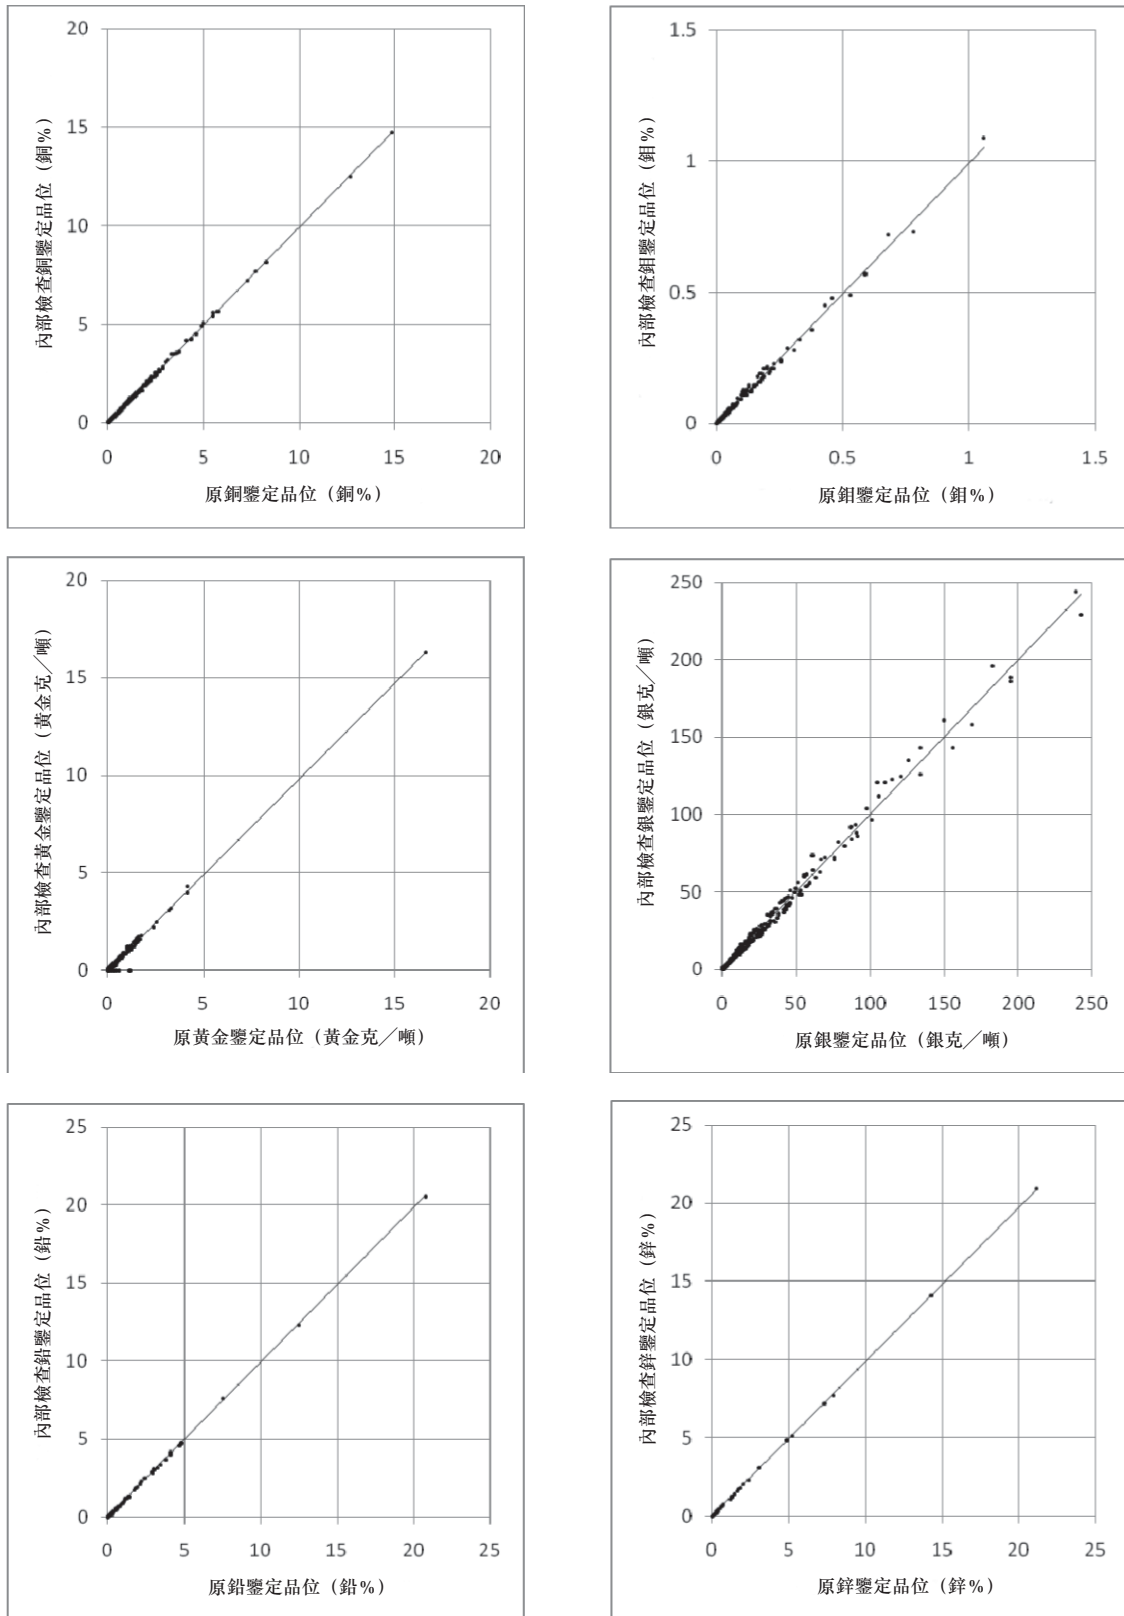 20
15
10
5
0
0 5 10 15 20
內部檢查銅鑒定品位（銅%）
原銅鑒定品位（銅%）
1.5
1
0.5
0
0 0.5 1 1.5
內部檢查鉬鑒定品位（鉬%）
原鉬鑒定品位（鉬%）
20
15
10
5
0
0 5 10 15 20
內部檢查黃金鑒定品位（黃金克／噸）
原黃金鑒定品位（黃金克／噸）
250
200
150
100
50
0
0 50 100 150 200 250
內部檢查銀鑒定品位（銀克／噸）
原銀鑒定品位（銀克／噸）
25
20
15
10
5
0
0 5 10 15 20 25
內部檢查鉛鑒定品位（鉛%）
原鉛鑒定品位（鉛%）
25
20
15
10
5
0
0 5 10 15 20 25
內部檢查鋅鑒定品位（鋅%）
原鋅鑒定品位（鋅%）